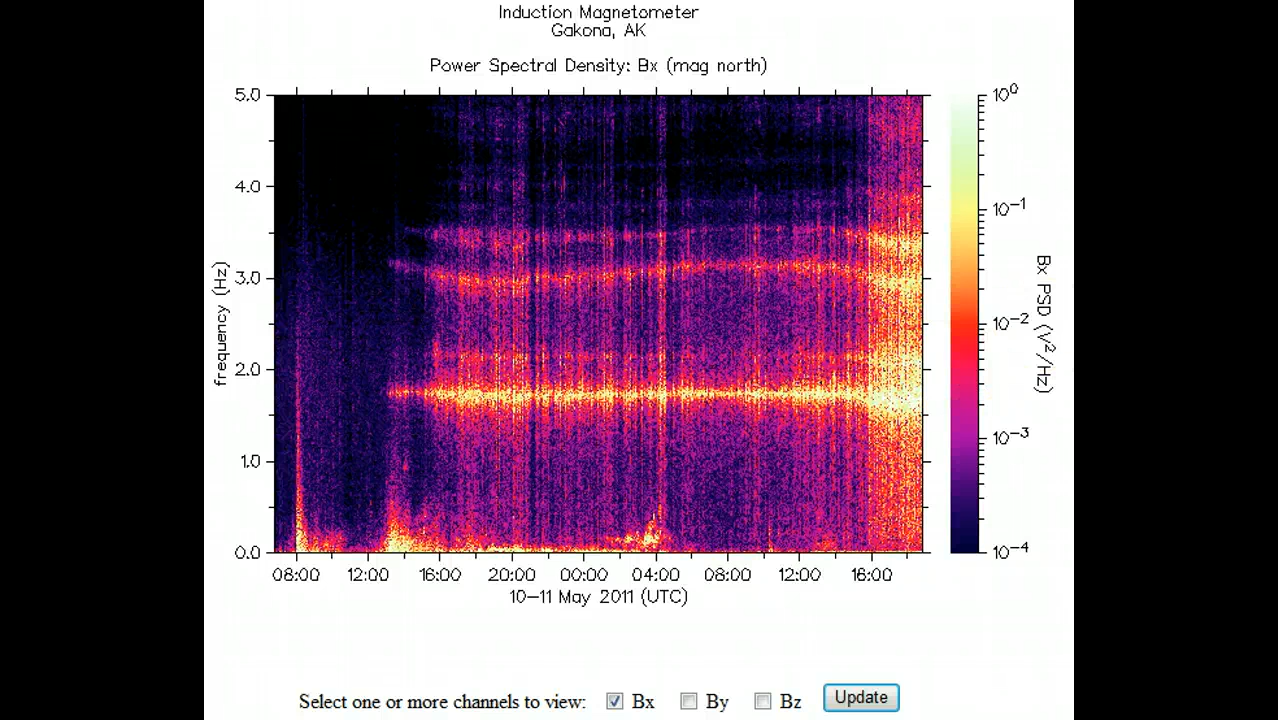 Induction Magnetometer
Gakona, AK
Power Spectral Density: Bx (mag north)
5.0
4.0
3.0
2.0
1.0
0.0
frequency (Hz)
08:00 12:00 16:00 20:00 00:00 04:00 08:00 12:00 16:00
10–11 May 2011 (UTC)
10⁰
10⁻¹
10⁻²
10⁻³
10⁻⁴
Bx PSD (V²/Hz)
Select one or more channels to view: Bx By Bz Update